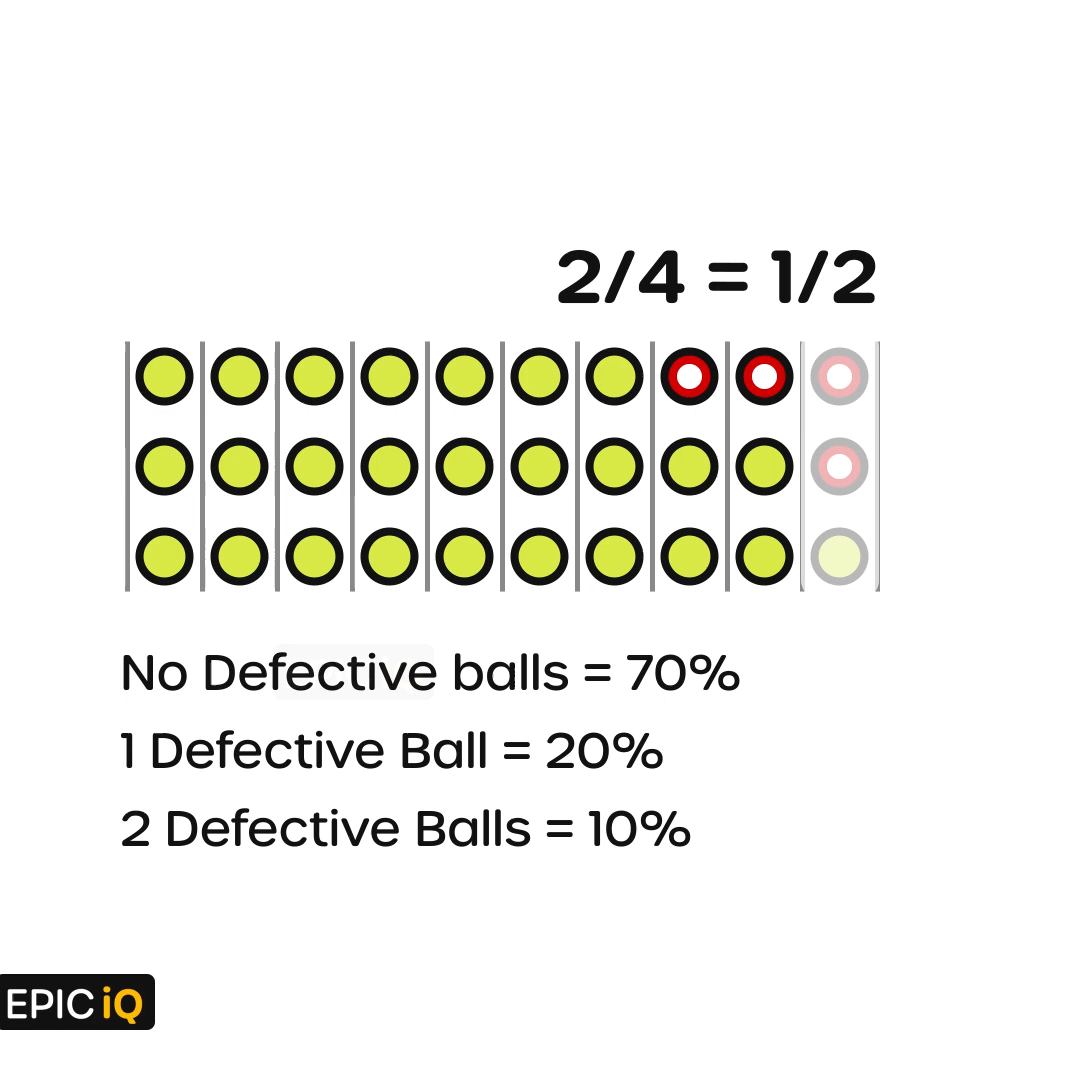 2/4 = 1/2
No Defective balls = 70%
1 Defective Ball = 20%
2 Defective Balls = 10%
EPIC iQ